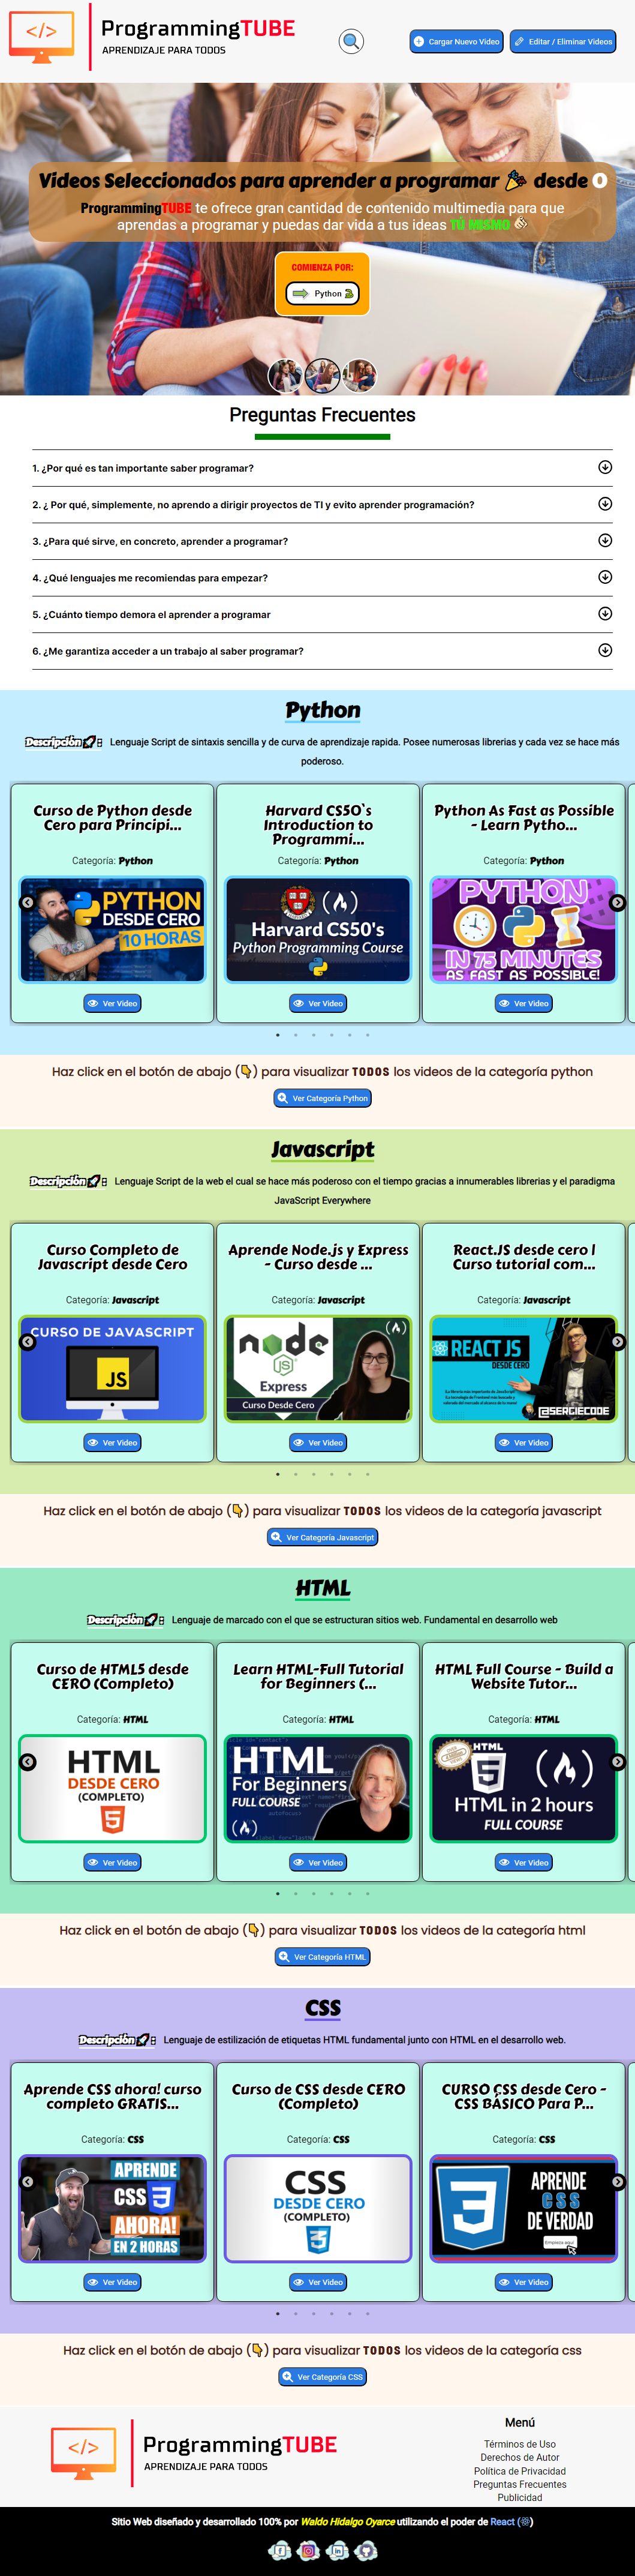 </>
ProgrammingTUBE
APRENDIZAJE PARA TODOS
Cargar Nuevo Video
Editar / Eliminar Videos
Videos Seleccionados para aprender a programar 🎉 desde 0
ProgrammingTUBE te ofrece gran cantidad de contenido multimedia para que
aprendas a programar y puedas dar vida a tus ideas TÚ MISMO
COMIENZA POR:
Python
Preguntas Frecuentes
1. ¿Por qué es tan importante saber programar?
2. ¿ Por qué, simplemente, no aprendo a dirigir proyectos de TI y evito aprender programación?
3. ¿Para qué sirve, en concreto, aprender a programar?
4. ¿Qué lenguajes me recomiendas para empezar?
5. ¿Cuánto tiempo demora el aprender a programar
6. ¿Me garantiza acceder a un trabajo al saber programar?
Python
Descripción🚀: Lenguaje Script de sintaxis sencilla y de curva de aprendizaje rapida. Posee numerosas librerias y cada vez se hace más
poderoso.
Curso de Python desde
Cero para Principi...
Categoría: Python
PYTHON
DESDE CERO
10 HORAS
Ver Video
Harvard CS50's
Introduction to
Programmi...
Categoría: Python
Harvard CS50's
Python Programming Course
Ver Video
Python As Fast as Possible
- Learn Pytho...
Categoría: Python
PYTHON
IN 75 MINUTES
AS FAST AS POSSIBLE!
Ver Video
Haz click en el botón de abajo (👇) para visualizar TODOS los videos de la categoría python
Ver Categoría Python
Javascript
Descripción🚀: Lenguaje Script de la web el cual se hace más poderoso con el tiempo gracias a innumerables librerias y el paradigma
JavaScript Everywhere
Curso Completo de
Javascript desde Cero
Categoría: Javascript
CURSO DE JAVASCRIPT
JS
Ver Video
Aprende Node.js y Express
- Curso desde ...
Categoría: Javascript
node
JS
Express
Curso Desde Cero
Ver Video
React.JS desde cero |
Curso tutorial com...
Categoría: Javascript
REACT JS
DESDE CERO
@SERGIECODE
Ver Video
Haz click en el botón de abajo (👇) para visualizar TODOS los videos de la categoría javascript
Ver Categoría Javascript
HTML
Descripción🚀: Lenguaje de marcado con el que se estructuran sitios web. Fundamental en desarrollo web
Curso de HTML5 desde
CERO (Completo)
Categoría: HTML
HTML
DESDE CERO
(COMPLETO)
5
Ver Video
Learn HTML-Full Tutorial
for Beginners (...
Categoría: HTML
HTML
For Beginners
FULL COURSE
Ver Video
HTML Full Course - Build a
Website Tutor...
Categoría: HTML
HTML
5
HTML in 2 hours
FULL COURSE
Ver Video
Haz click en el botón de abajo (👇) para visualizar TODOS los videos de la categoría html
Ver Categoría HTML
CSS
Descripción🚀: Lenguaje de estilización de etiquetas HTML fundamental junto con HTML en el desarrollo web.
Aprende CSS ahora! curso
completo GRATIS...
Categoría: CSS
APRENDE
CSS 3
AHORA!
EN 2 HORAS
Ver Video
Curso de CSS desde CERO
(Completo)
Categoría: CSS
CSS
DESDE CERO
(COMPLETO)
3
Ver Video
CURSO CSS desde Cero -
CSS BÁSICO Para P...
Categoría: CSS
3
APRENDE
CSS
DE VERDAD
Empieza aquí
Ver Video
Haz click en el botón de abajo (👇) para visualizar TODOS los videos de la categoría css
Ver Categoría CSS
</>
ProgrammingTUBE
APRENDIZAJE PARA TODOS
Menú
Términos de Uso
Derechos de Autor
Política de Privacidad
Preguntas Frecuentes
Publicidad
Sitio Web diseñado y desarrollado 100% por Waldo Hidalgo Oyarce utilizando el poder de React (⚛)